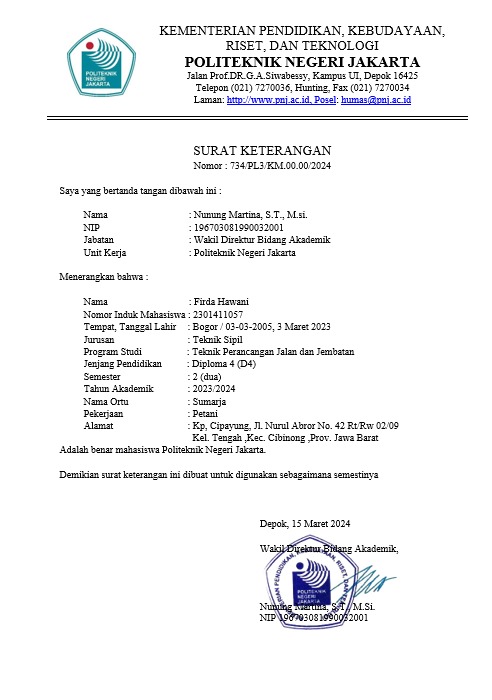 KEMENTERIAN PENDIDIKAN, KEBUDAYAAN,
RISET, DAN TEKNOLOGI
POLITEKNIK NEGERI JAKARTA
Jalan Prof.DR.G.A.Siwabessy, Kampus UI, Depok 16425
Telepon (021) 7270036, Hunting, Fax (021) 7270034
Laman: http://www.pnj.ac.id, Posel: humas@pnj.ac.id
POLITEKNIK
NEGERI
JAKARTA
SURAT KETERANGAN
Nomor : 734/PL3/KM.00.00/2024
Saya yang bertanda tangan dibawah ini :
Nama : Nunung Martina, S.T., M.si.
NIP : 196703081990032001
Jabatan : Wakil Direktur Bidang Akademik
Unit Kerja : Politeknik Negeri Jakarta
Menerangkan bahwa :
Nama : Firda Hawani
Nomor Induk Mahasiswa : 2301411057
Tempat, Tanggal Lahir : Bogor / 03-03-2005, 3 Maret 2023
Jurusan : Teknik Sipil
Program Studi : Teknik Perancangan Jalan dan Jembatan
Jenjang Pendidikan : Diploma 4 (D4)
Semester : 2 (dua)
Tahun Akademik : 2023/2024
Nama Ortu : Sumarja
Pekerjaan : Petani
Alamat : Kp, Cipayung, Jl. Nurul Abror No. 42 Rt/Rw 02/09
Kel. Tengah ,Kec. Cibinong ,Prov. Jawa Barat
Adalah benar mahasiswa Politeknik Negeri Jakarta.
Demikian surat keterangan ini dibuat untuk digunakan sebagaimana semestinya
Depok, 15 Maret 2024
Wakil Direktur Bidang Akademik,
POLITEKNIK
NEGERI
JAKARTA
Nunung Martina, S.T., M.Si.
NIP 196703081990032001